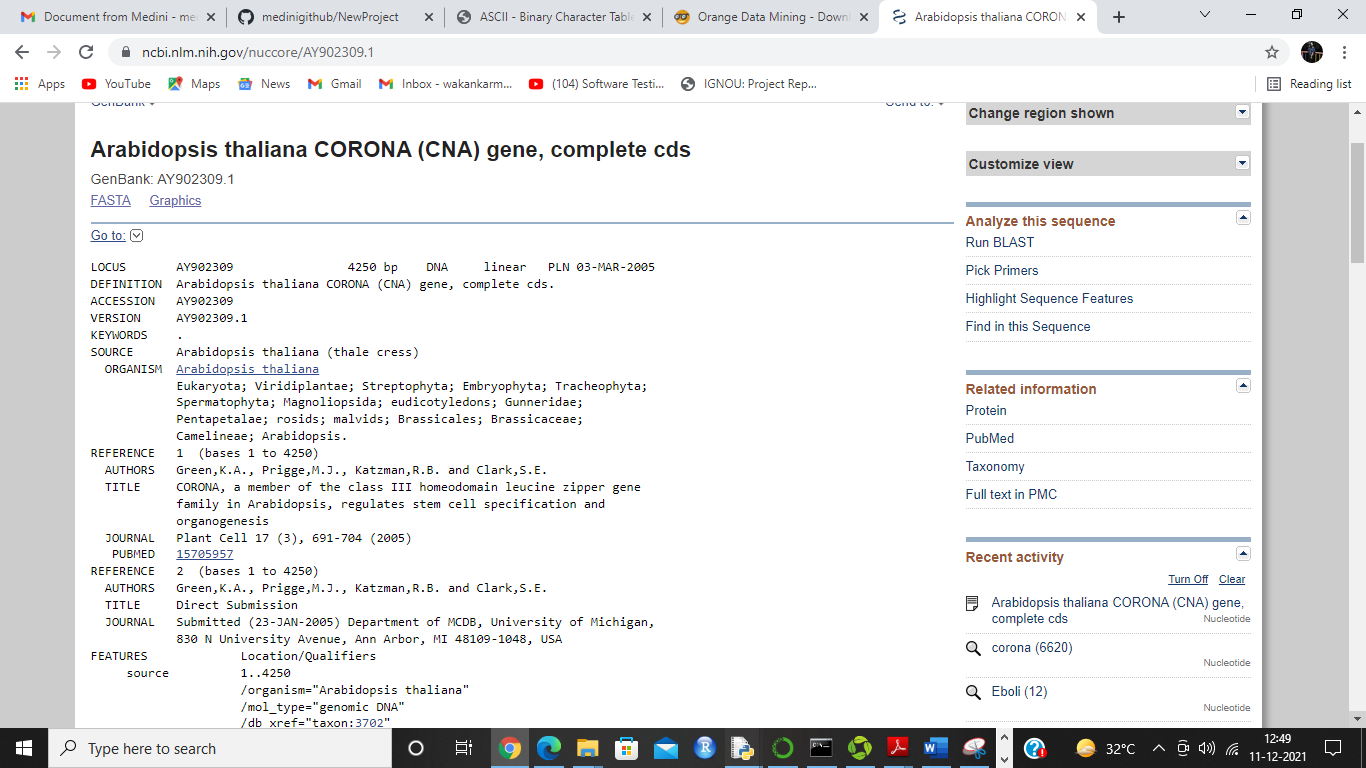 Document from Medini - me
medinigithub/NewProject
ASCII - Binary Character Table
Orange Data Mining - Downl
Arabidopsis thaliana CORON
ncbi.nlm.nih.gov/nuccore/AY902309.1
Apps
YouTube
Maps
News
Gmail
Inbox - wakankarm...
(104) Software Testi...
IGNOU: Project Rep...
Reading list
GenBank
Send to:
Arabidopsis thaliana CORONA (CNA) gene, complete cds
GenBank: AY902309.1
FASTA Graphics
Go to:
LOCUS AY902309 4250 bp DNA linear PLN 03-MAR-2005
DEFINITION Arabidopsis thaliana CORONA (CNA) gene, complete cds.
ACCESSION AY902309
VERSION AY902309.1
KEYWORDS .
SOURCE Arabidopsis thaliana (thale cress)
ORGANISM Arabidopsis thaliana
Eukaryota; Viridiplantae; Streptophyta; Embryophyta; Tracheophyta;
Spermatophyta; Magnoliopsida; eudicotyledons; Gunneridae;
Pentapetalae; rosids; malvids; Brassicales; Brassicaceae;
Camelineae; Arabidopsis.
REFERENCE 1 (bases 1 to 4250)
AUTHORS Green,K.A., Prigge,M.J., Katzman,R.B. and Clark,S.E.
TITLE CORONA, a member of the class III homeodomain leucine zipper gene
family in Arabidopsis, regulates stem cell specification and
organogenesis
JOURNAL Plant Cell 17 (3), 691-704 (2005)
PUBMED 15705957
REFERENCE 2 (bases 1 to 4250)
AUTHORS Green,K.A., Prigge,M.J., Katzman,R.B. and Clark,S.E.
TITLE Direct Submission
JOURNAL Submitted (23-JAN-2005) Department of MCDB, University of Michigan,
830 N University Avenue, Ann Arbor, MI 48109-1048, USA
FEATURES Location/Qualifiers
source 1..4250
/organism="Arabidopsis thaliana"
/mol_type="genomic DNA"
/db_xref="taxon:3702"
Change region shown
Customize view
Analyze this sequence
Run BLAST
Pick Primers
Highlight Sequence Features
Find in this Sequence
Related information
Protein
PubMed
Taxonomy
Full text in PMC
Recent activity
Turn Off Clear
Arabidopsis thaliana CORONA (CNA) gene,
complete cds
Nucleotide
corona (6620)
Nucleotide
Eboli (12)
Nucleotide
Type here to search
32°C
12:49
11-12-2021